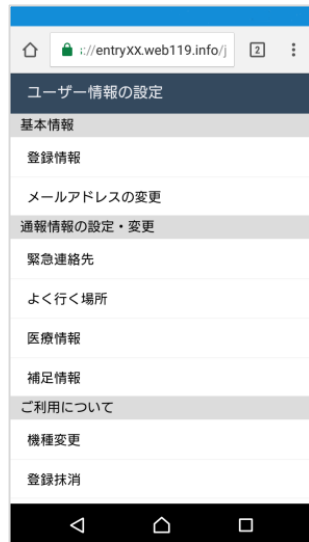 ://entryXX.web119.info/j 2
ユーザー情報の設定
基本情報
登録情報
メールアドレスの変更
通報情報の設定・変更
緊急連絡先
よく行く場所
医療情報
補足情報
ご利用について
機種変更
登録抹消